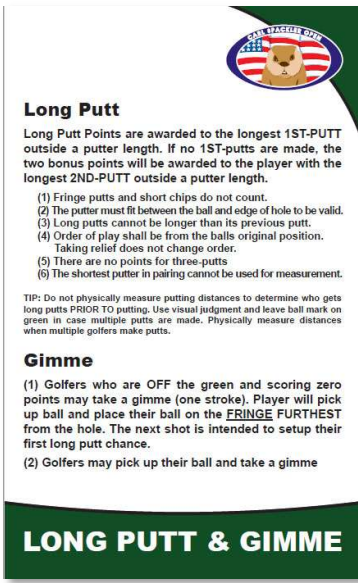 CARL SPACKLER OPEN
Long Putt
Long Putt Points are awarded to the longest 1ST-PUTT
outside a putter length. If no 1ST-putts are made, the
two bonus points will be awarded to the player with the
longest 2ND-PUTT outside a putter length.
(1) Fringe putts and short chips do not count.
(2) The putter must fit between the ball and edge of hole to be valid.
(3) Long putts cannot be longer than its previous putt.
(4) Order of play shall be from the balls original position.
Taking relief does not change order.
(5) There are no points for three-putts
(6) The shortest putter in pairing cannot be used for measurement.
TIP: Do not physically measure putting distances to determine who gets
long putts PRIOR TO putting. Use visual judgment and leave ball mark on
green in case multiple putts are made. Physically measure distances
when multiple golfers make putts.
Gimme
(1) Golfers who are OFF the green and scoring zero
points may take a gimme (one stroke). Player will pick
up ball and place their ball on the FRINGE FURTHEST
from the hole. The next shot is intended to setup their
first long putt chance.
(2) Golfers may pick up their ball and take a gimme
LONG PUTT & GIMME